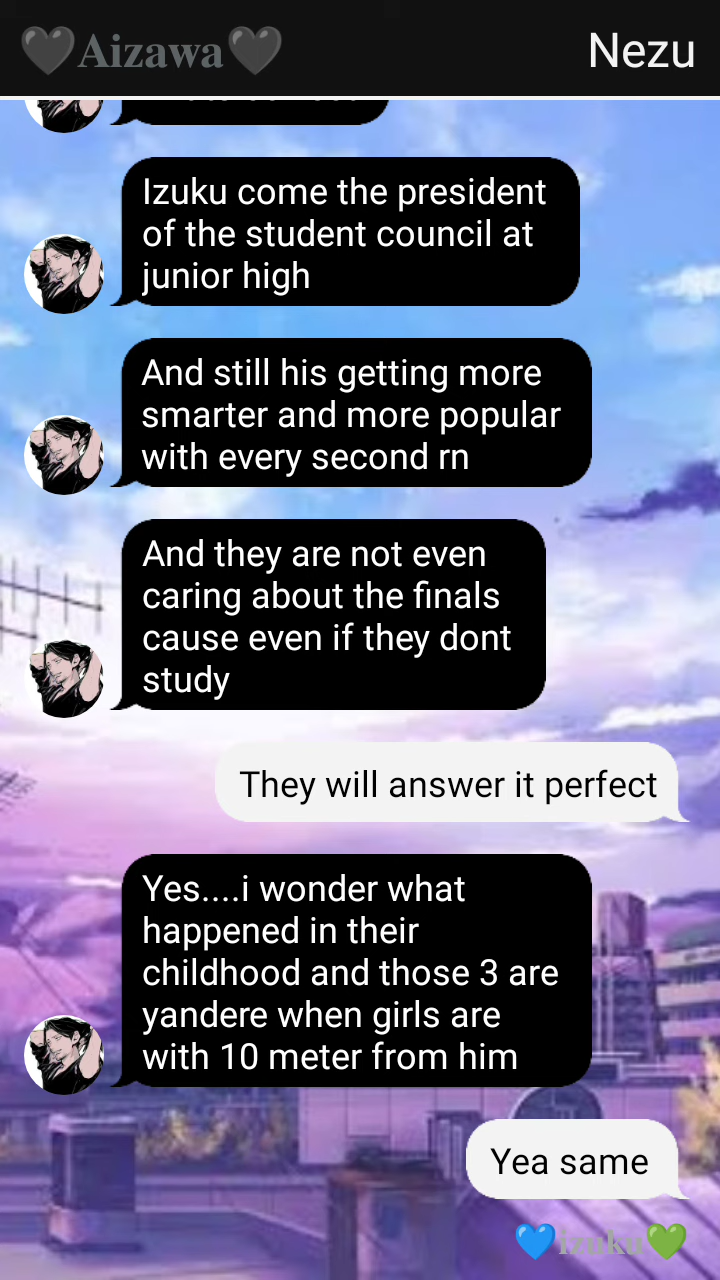 🖤Aizawa🖤
Nezu
Izuku come the president
of the student council at
junior high
And still his getting more
smarter and more popular
with every second rn
And they are not even
caring about the finals
cause even if they dont
study
They will answer it perfect
Yes....i wonder what
happened in their
childhood and those 3 are
yandere when girls are
with 10 meter from him
Yea same
💙izuku💚